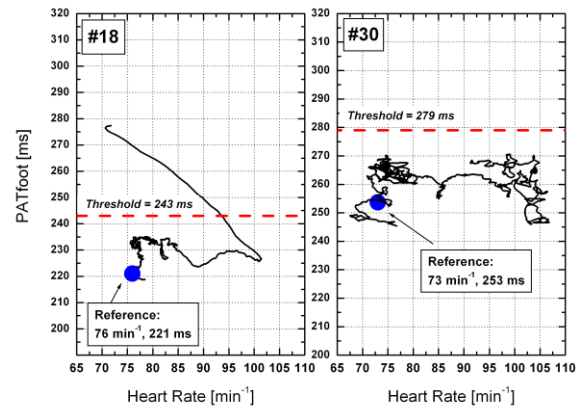 #18
#30
PATfoot [ms]
320
310
300
290
280
270
260
250
240
230
220
210
200
190
Threshold = 243 ms
Reference:
76 min⁻¹, 221 ms
65 70 75 80 85 90 95 100 105
Heart Rate [min⁻¹]
320
310
300
290
280
270
260
250
240
230
220
210
200
Threshold = 279 ms
Reference:
73 min⁻¹, 253 ms
65 70 75 80 85 90 95 100 105 110
Heart Rate [min⁻¹]